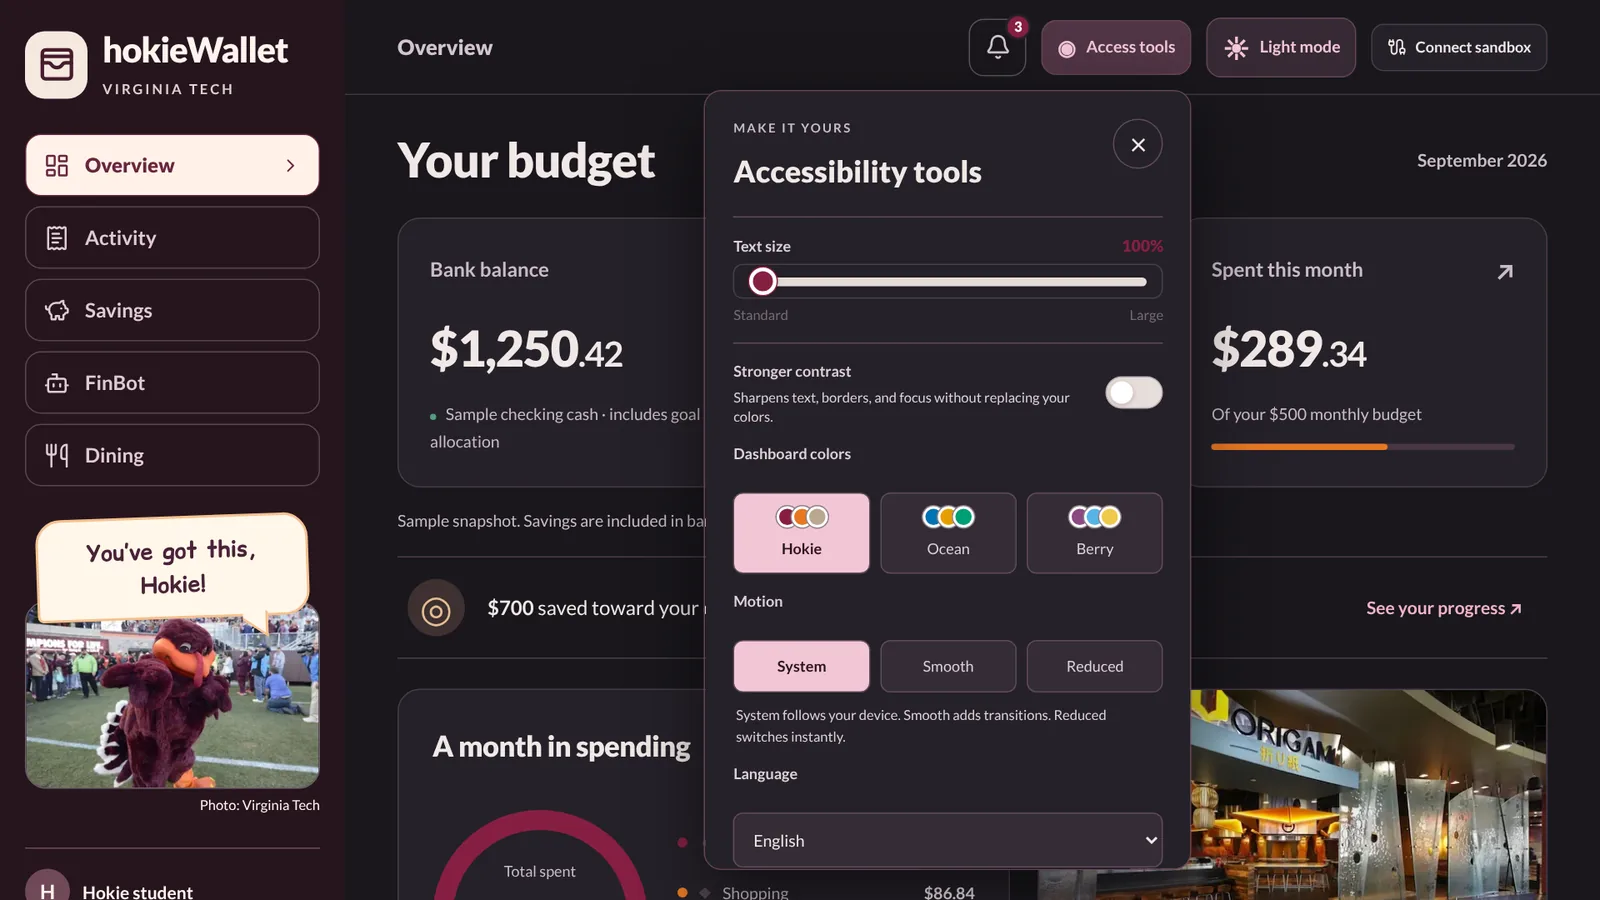 hokieWallet
VIRGINIA TECH
Overview
Activity
Savings
FinBot
Dining
You've got this,
Hokie!
Photo: Virginia Tech
H
Hokie student
Overview
3
Access tools
Light mode
Connect sandbox
Your budget
September 2026
Bank balance
$1,250.42
Sample checking cash · includes goal
allocation
Spent this month
$289.34
Of your $500 monthly budget
Sample snapshot. Savings are included in
$700 saved toward your
See your progress
A month in spending
Total spent
Shopping
$86.84
MAKE IT YOURS
Accessibility tools
Text size
100%
Standard
Large
Stronger contrast
Sharpens text, borders, and focus without replacing your
colors.
Dashboard colors
Hokie
Ocean
Berry
Motion
System
Smooth
Reduced
System follows your device. Smooth adds transitions. Reduced
switches instantly.
Language
English
ORIGAMI